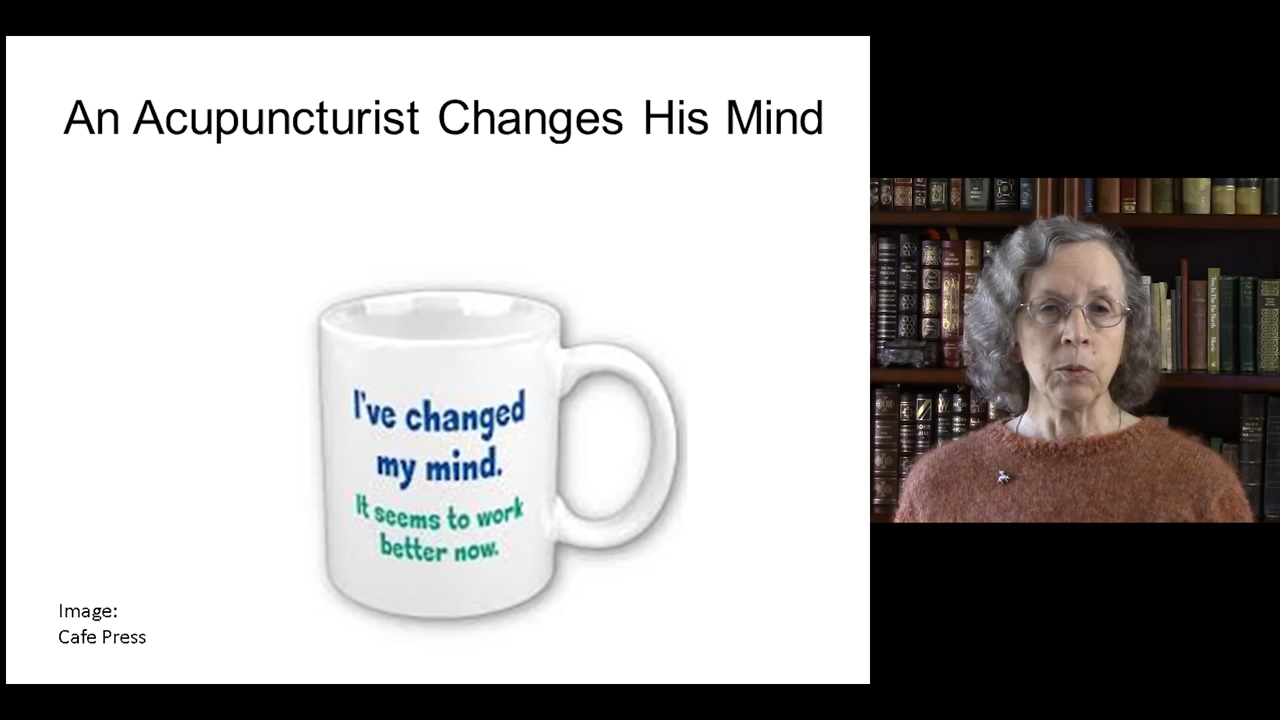 An Acupuncturist Changes His Mind
I've changed
my mind.
It seems to work
better now.
Image:
Cafe Press